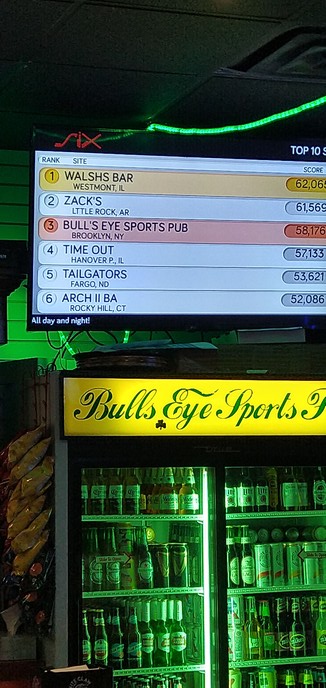 SIX
TOP 10 S
RANK SITE SCORE
1 WALSHS BAR 62,065
WESTMONT, IL
2 ZACK'S 61,569
LTTLE ROCK, AR
3 BULL'S EYE SPORTS PUB 58,176
BROOKLYN, NY
4 TIME OUT 57,133
HANOVER P., IL
5 TAILGATORS 53,621
FARGO, ND
6 ARCH II BA 52,086
ROCKY HILL, CT
All day and night!
Bulls Eye Sports P